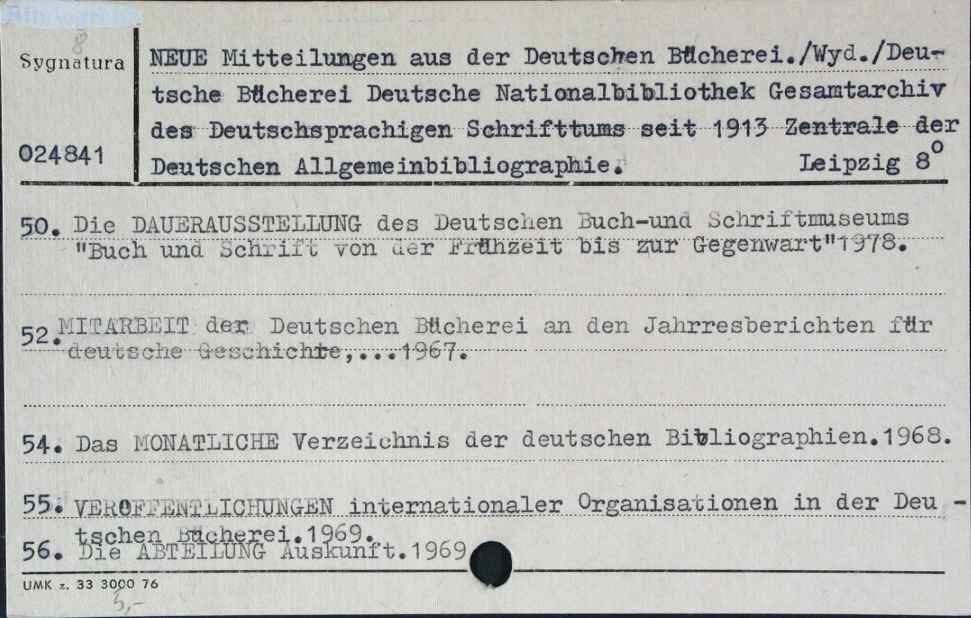 8
Sygnatura
024841
NEUE Mitteilungen aus der Deutschen Bücherei./Wyd./Deu-
tsche Bücherei Deutsche Nationalbibliothek Gesamtarchiv
des Deutschsprachigen Schrifttums seit 1913 Zentrale der
Deutschen Allgemeinbibliographie. Leipzig 8°
50. Die DAUERAUSSTELLUNG des Deutschen Buch-und Schriftmuseums
"Buch und Schrift von der Frühzeit bis zur Gegenwart"1978.
52. MITARBEIT der Deutschen Bücherei an den Jahrresberichten für
deutsche Geschichte,...1967.
54. Das MONATLICHE Verzeichnis der deutschen Bibliographien.1968.
55. VERÖFFENTLICHUNGEN internationaler Organisationen in der Deu -
tschen Bücherei.1969.
56. Die ABTEILUNG Auskunft.1969
UMK z. 33 3000 76
5,-